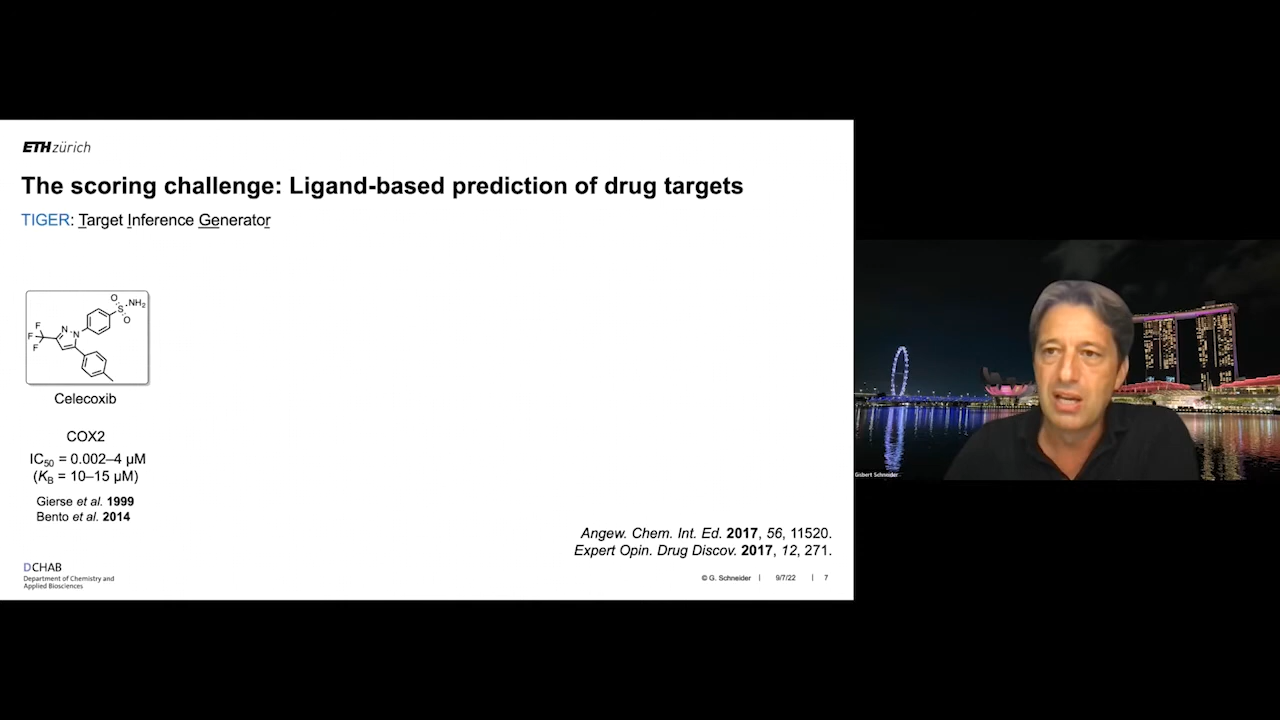 ETH zürich
The scoring challenge: Ligand-based prediction of drug targets
TIGER: Target Inference Generator
O
S
NH2
O
F
F
F
N
N
Celecoxib
COX2
IC50 = 0.002–4 µM
(KB = 10–15 µM)
Gierse et al. 1999
Bento et al. 2014
Angew. Chem. Int. Ed. 2017, 56, 11520.
Expert Opin. Drug Discov. 2017, 12, 271.
DCHAB
Department of Chemistry and
Applied Biosciences
© G. Schneider | 9/7/22 | 7
Gisbert Schneider